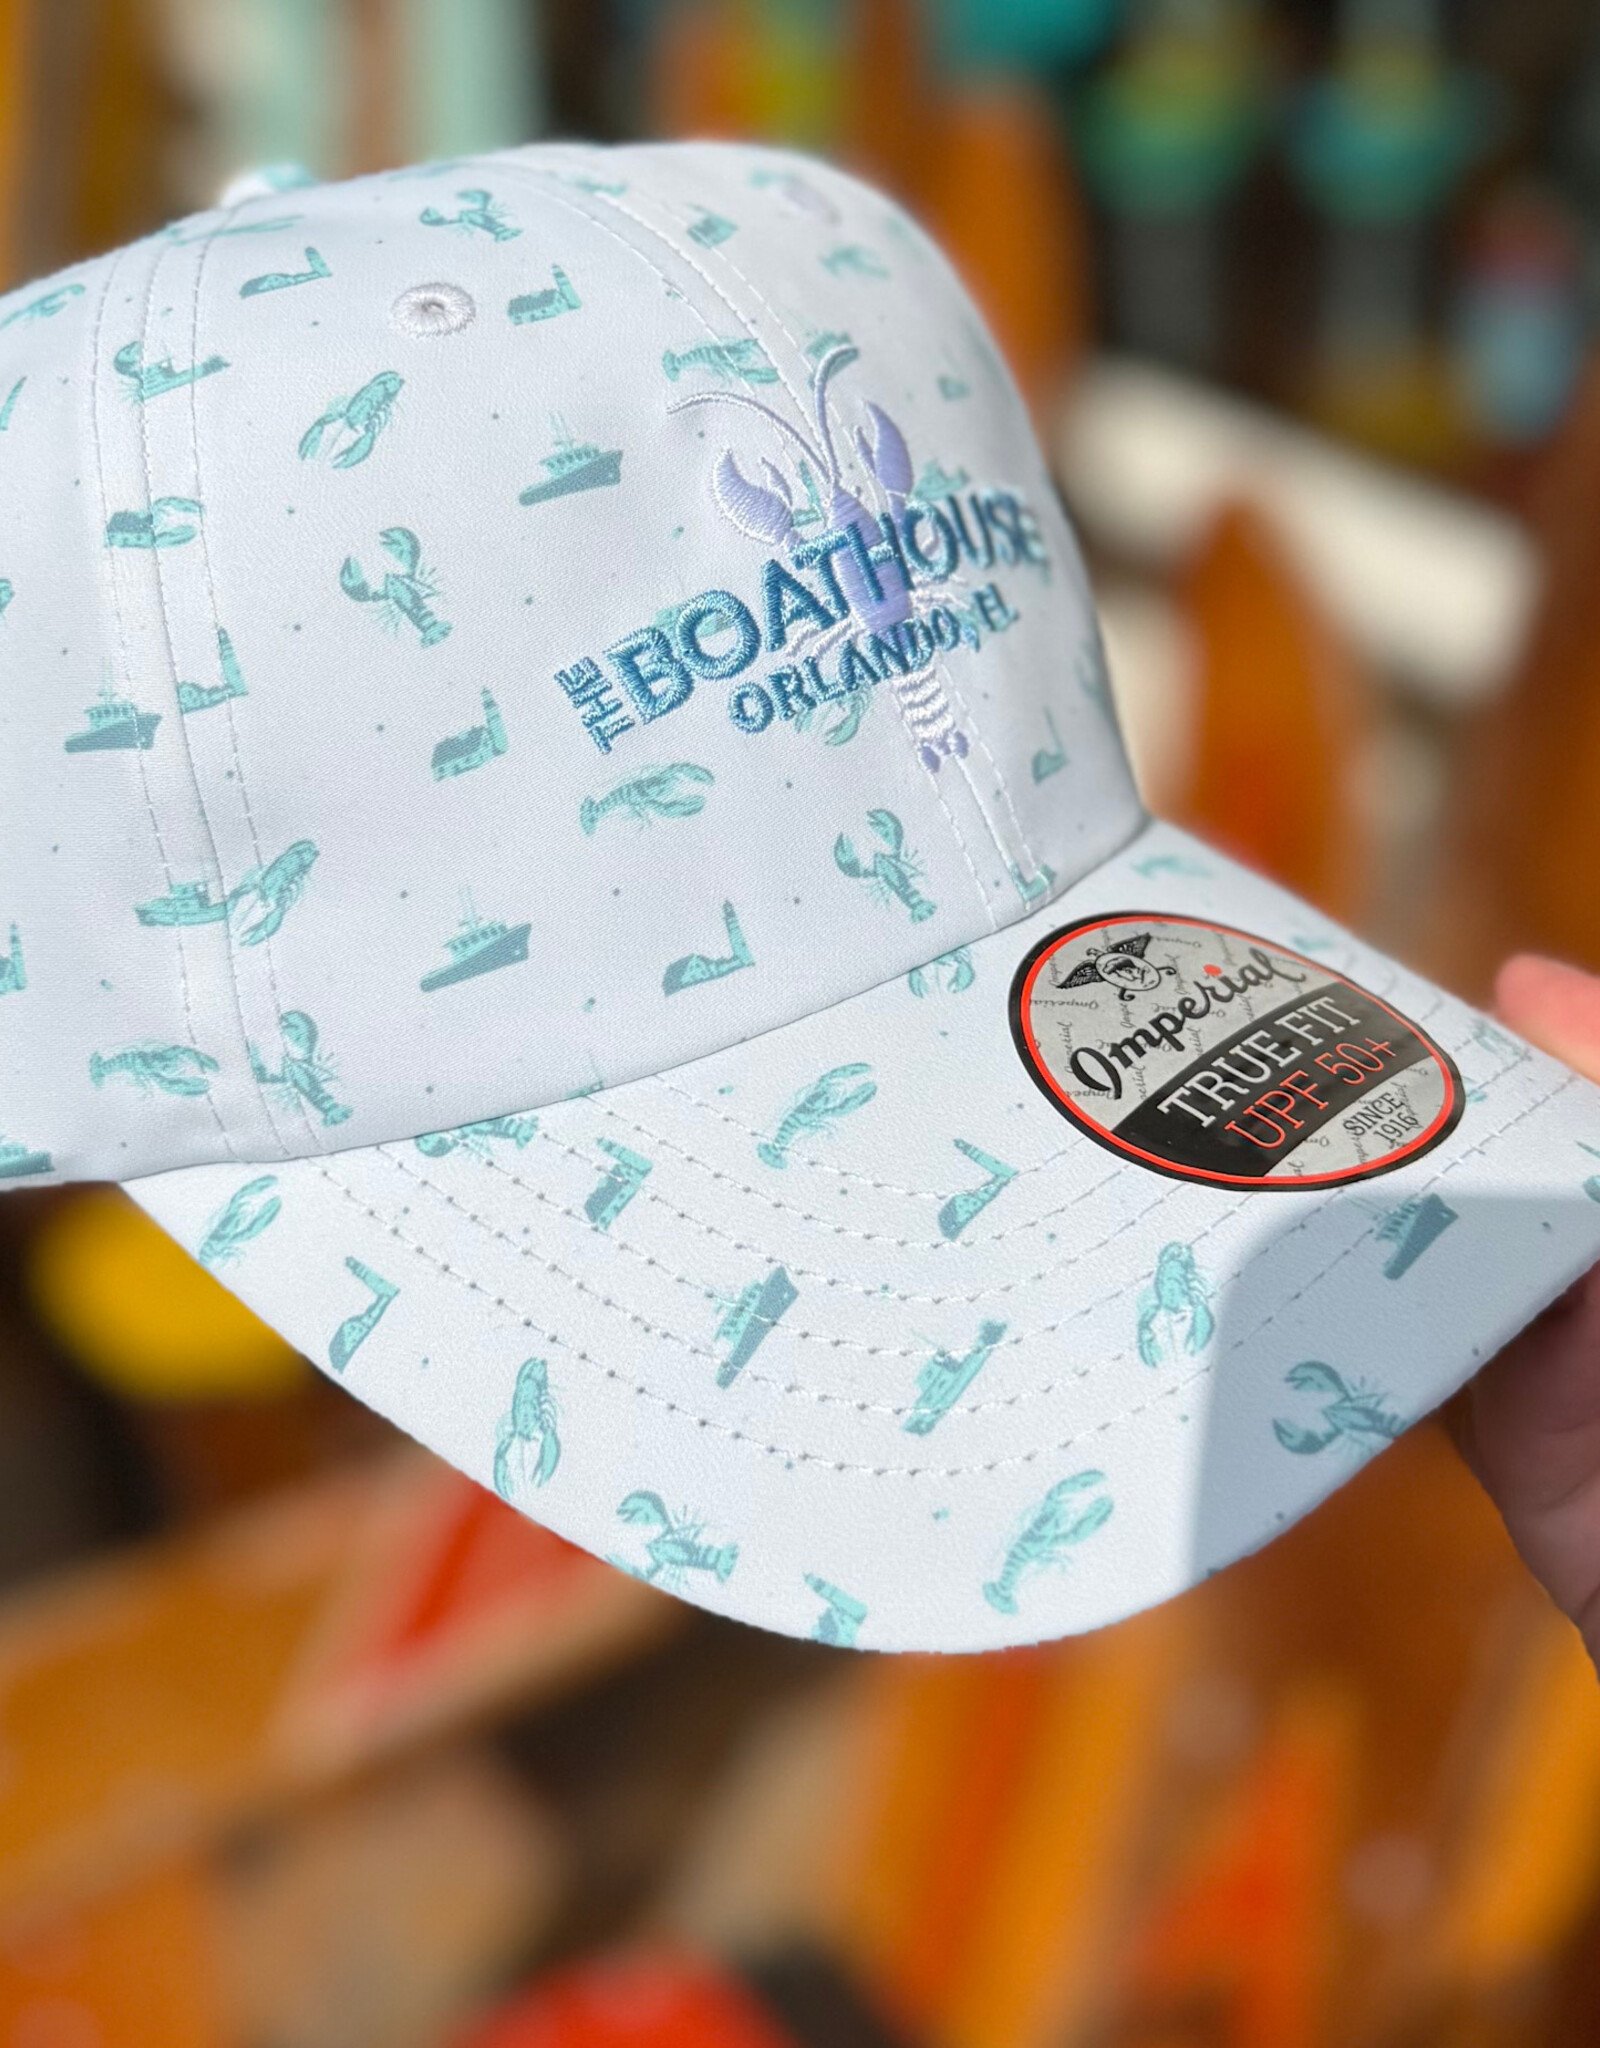 THE BOATHOUSE
ORLANDO, FL
Imperial
TRUE FIT
UPF 50+
SINCE
1916